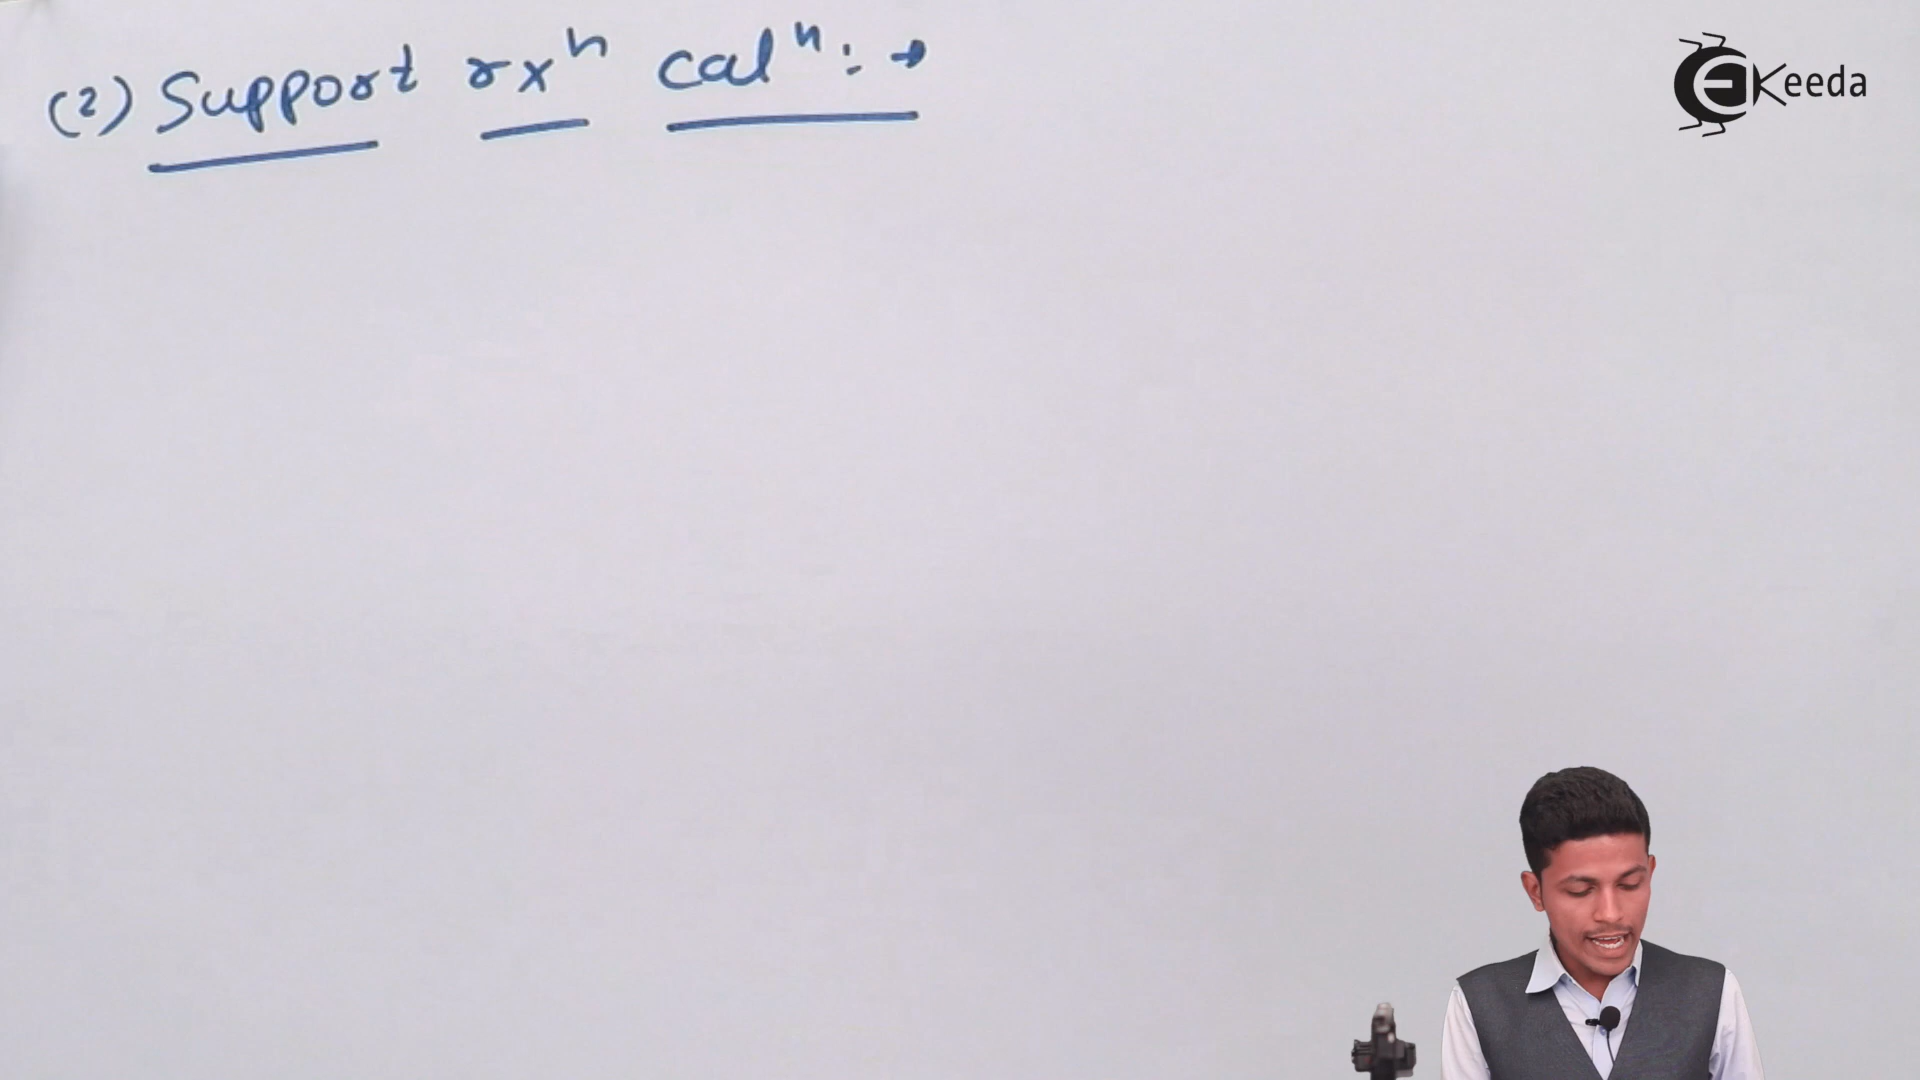 (2) Support rxⁿ calⁿ : →
EKeeda